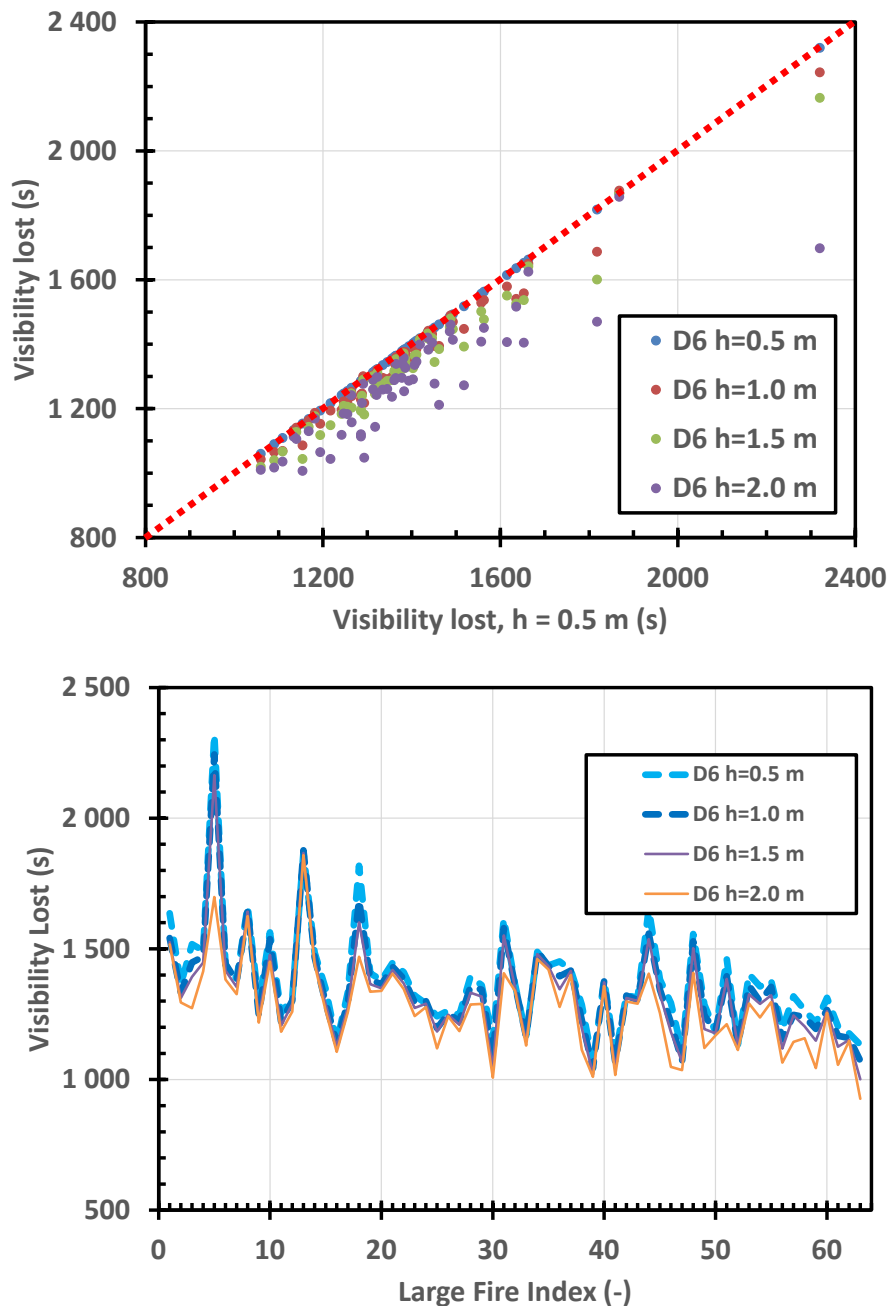 2 400
2 000
1 600
1 200
800
Visibility lost (s)
D6 h=0.5 m
D6 h=1.0 m
D6 h=1.5 m
D6 h=2.0 m
800 1200 1600 2000 2400
Visibility lost, h = 0.5 m (s)
2 500
2 000
1 500
1 000
500
Visibility Lost (s)
D6 h=0.5 m
D6 h=1.0 m
D6 h=1.5 m
D6 h=2.0 m
0 10 20 30 40 50 60
Large Fire Index (-)